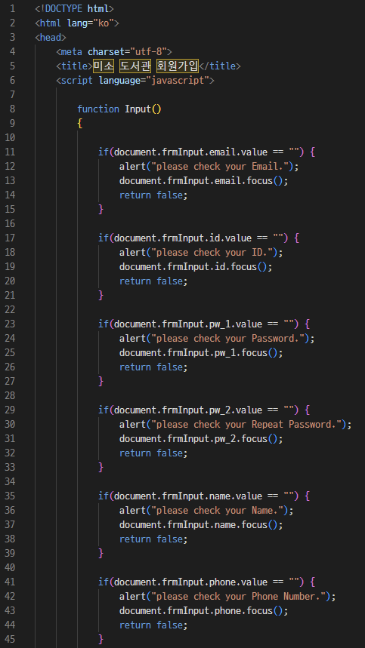 1 <!DOCTYPE html>
2 <html lang="ko">
3 <head>
4 <meta charset="utf-8">
5 <title>미소 도서관 회원가입</title>
6 <script language="javascript">
7
8 function Input()
9 {
10
11 if(document.frmInput.email.value == "") {
12 alert("please check your Email.");
13 document.frmInput.email.focus();
14 return false;
15 }
16
17 if(document.frmInput.id.value == "") {
18 alert("please check your ID.");
19 document.frmInput.id.focus();
20 return false;
21 }
22
23 if(document.frmInput.pw_1.value == "") {
24 alert("please check your Password.");
25 document.frmInput.pw_1.focus();
26 return false;
27 }
28
29 if(document.frmInput.pw_2.value == "") {
30 alert("please check your Repeat Password.");
31 document.frmInput.pw_2.focus();
32 return false;
33 }
34
35 if(document.frmInput.name.value == "") {
36 alert("please check your Name.");
37 document.frmInput.name.focus();
38 return false;
39 }
40
41 if(document.frmInput.phone.value == "") {
42 alert("please check your Phone Number.");
43 document.frmInput.phone.focus();
44 return false;
45 }